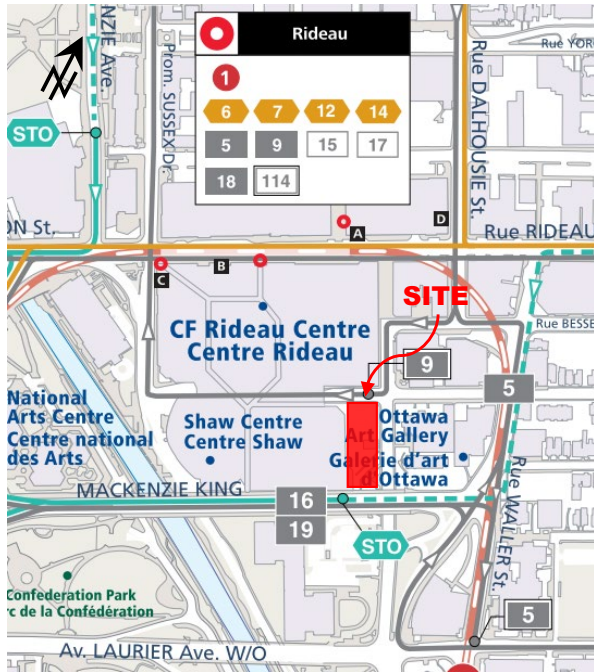 NZIE Ave.
Rideau
1
6 7 12 14
5 9 15 17
18 114
Prom. SUSSEX Dr.
Rue DALHOUSIE St.
Rue YOR
STO
ON St.
A
D
Rue RIDEAU
C
B
SITE
Rue BESSE
CF Rideau Centre
Centre Rideau
9
5
National
Arts Centre
Centre national
des Arts
Shaw Centre
Centre Shaw
Ottawa
Art Gallery
Galerie d'art
d'Ottawa
MACKENZIE KING
16
19
STO
Rue WALLER St.
Confederation Park
rc de la Confédération
5
Av. LAURIER Ave. W/O